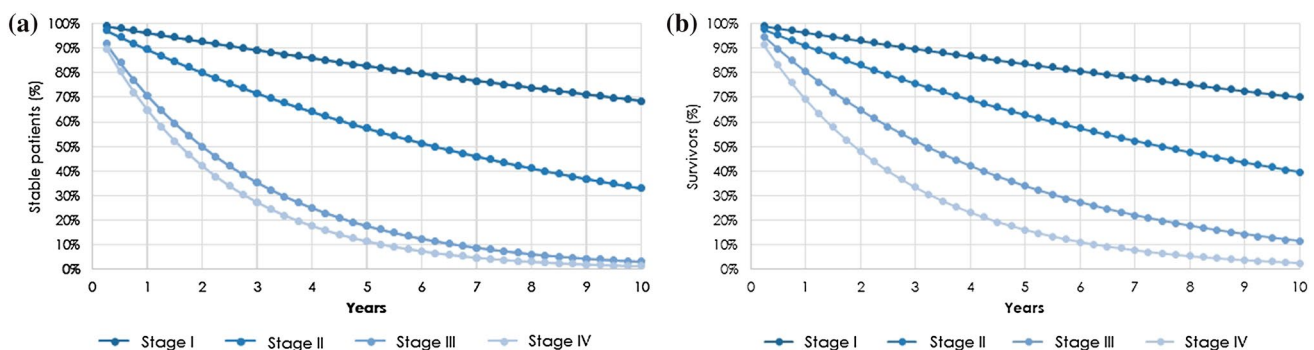 (a)
Stable patients (%)
100%
90%
80%
70%
60%
50%
40%
30%
20%
10%
0%
0 1 2 3 4 5 6 7 8 9 10
Years
Stage I Stage II Stage III Stage IV
(b)
Survivors (%)
100%
90%
80%
70%
60%
50%
40%
30%
20%
10%
0%
0 1 2 3 4 5 6 7 8 9 10
Years
Stage I Stage II Stage III Stage IV